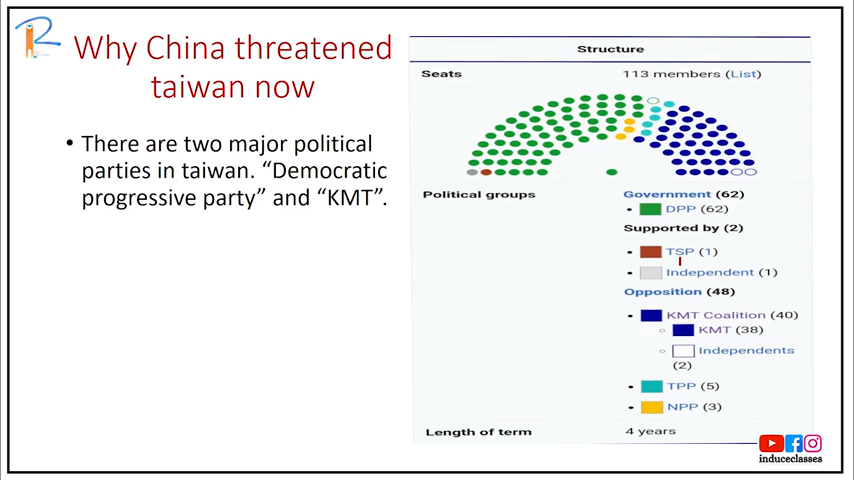 Why China threatened
taiwan now
• There are two major political
parties in taiwan. “Democratic
progressive party” and “KMT”.
Structure
Seats 113 members (List)
Political groups Government (62)
• DPP (62)
Supported by (2)
• TSP (1)
• Independent (1)
Opposition (48)
• KMT Coalition (40)
○ KMT (38)
○ Independents
(2)
• TPP (5)
• NPP (3)
Length of term 4 years
induceclasses